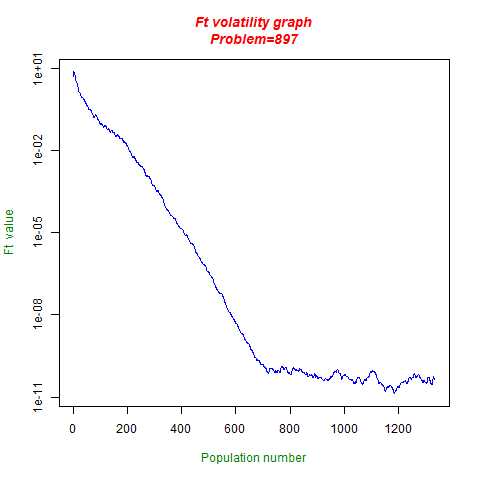 Ft volatility graph
Problem=897
Ft value
1e+01
1e-02
1e-05
1e-08
1e-11
0 200 400 600 800 1000 1200
Population number